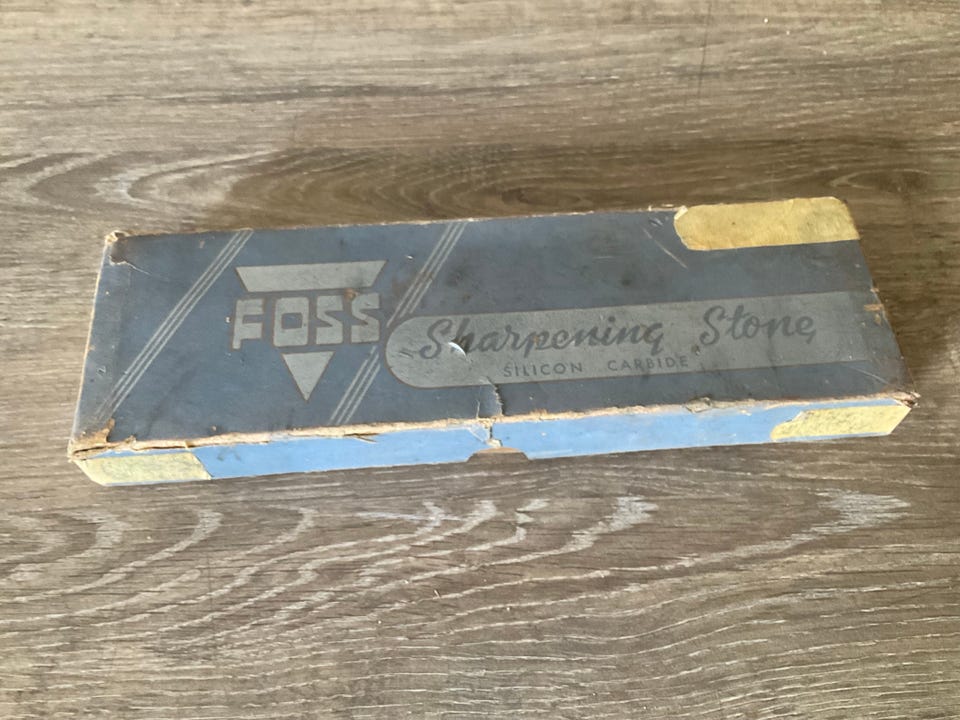 FOSS
Sharpening Stone
SILICON CARBIDE